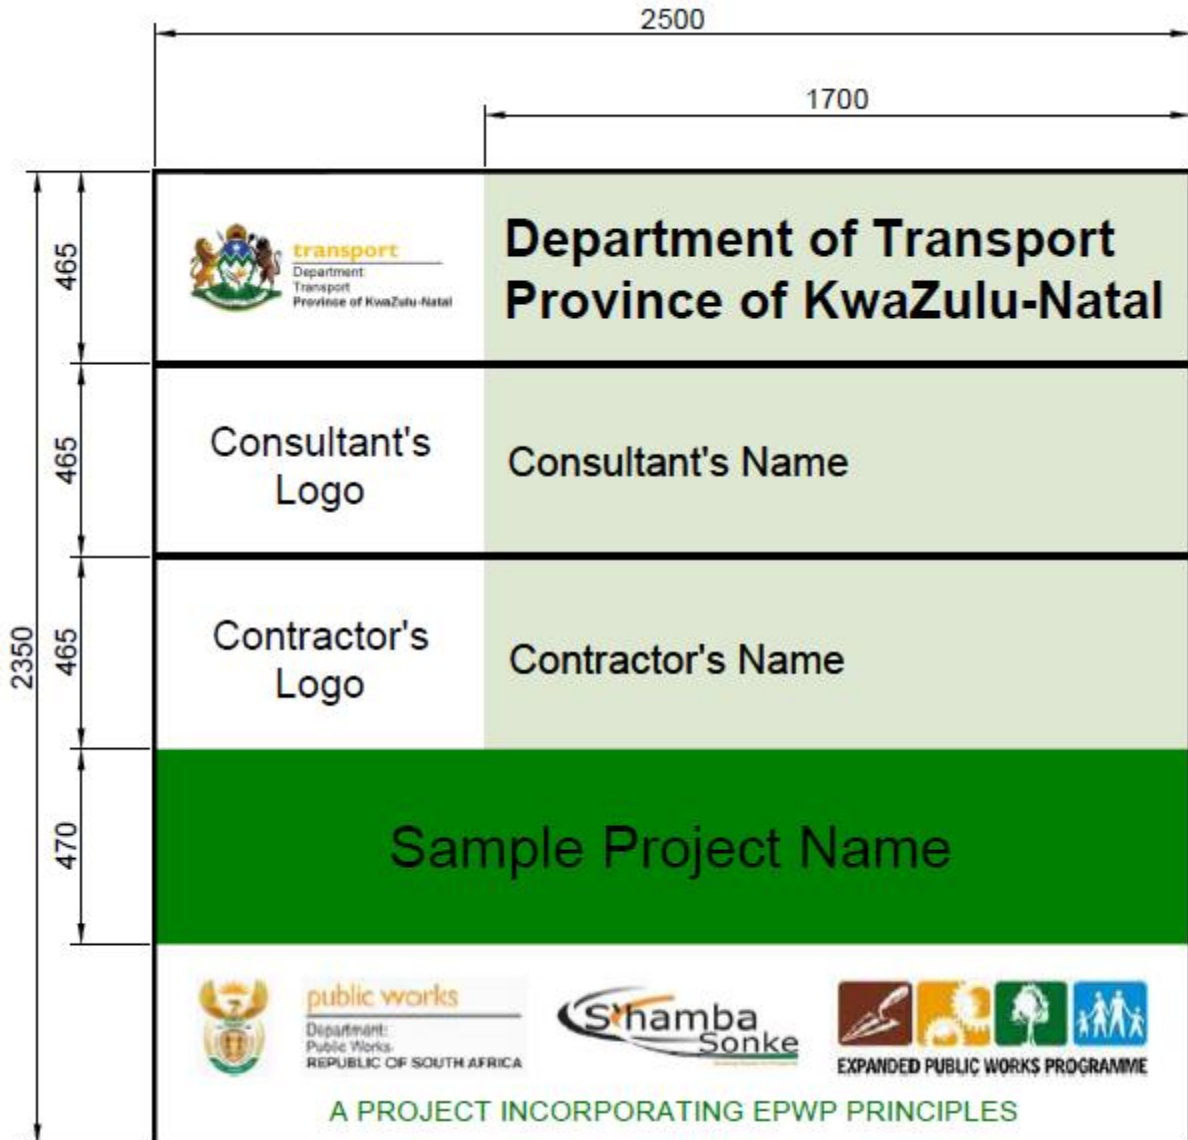 2500
1700
465
transport
Department:
Transport
Province of KwaZulu-Natal
Department of Transport
Province of KwaZulu-Natal
465
Consultant's
Logo
Consultant's Name
2350
465
Contractor's
Logo
Contractor's Name
470
Sample Project Name
public works
Department:
Public Works
REPUBLIC OF SOUTH AFRICA
S'hamba
Sonke
EXPANDED PUBLIC WORKS PROGRAMME
A PROJECT INCORPORATING EPWP PRINCIPLES